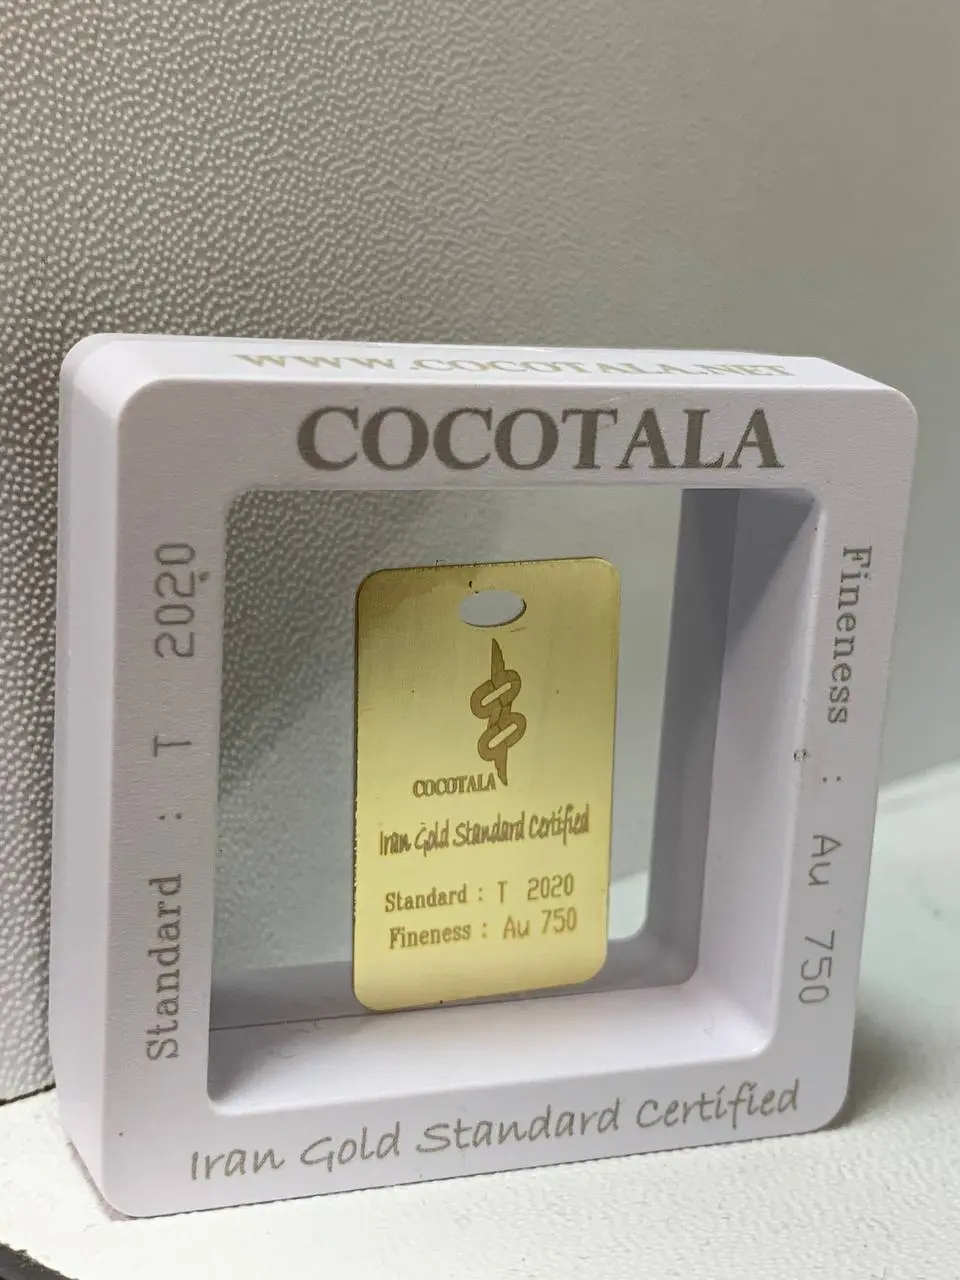 WWW.COCOTALA.NET
COCOTALA
Standard : T 2020
Fineness : Au 750
COCOTALA
Iran Gold Standard Certified
Standard : T 2020
Fineness : Au 750
Iran Gold Standard Certified